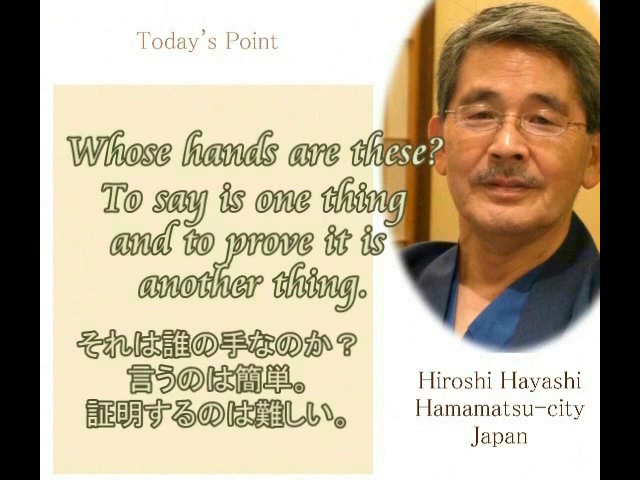 Today's Point
Whose hands are these?
To say is one thing
and to prove it is
another thing.
それは誰の手なのか？
言うのは簡単。
証明するのは難しい。
Hiroshi Hayashi
Hamamatsu-city
Japan